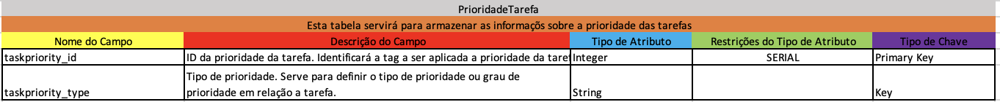 PrioridadeTarefa
Esta tabela servirá para armazenar as informaçõs sobre a prioridade das tarefas
Nome do Campo Descrição do Campo Tipo de Atributo Restrições do Tipo de Atributo Tipo de Chave
taskpriority_id ID da prioridade da tarefa. Identificará a tag a ser aplicada a prioridade da taref Integer SERIAL Primary Key
Tipo de prioridade. Serve para definir o tipo de prioridade ou grau de
taskpriority_type prioridade em relação a tarefa. String Key